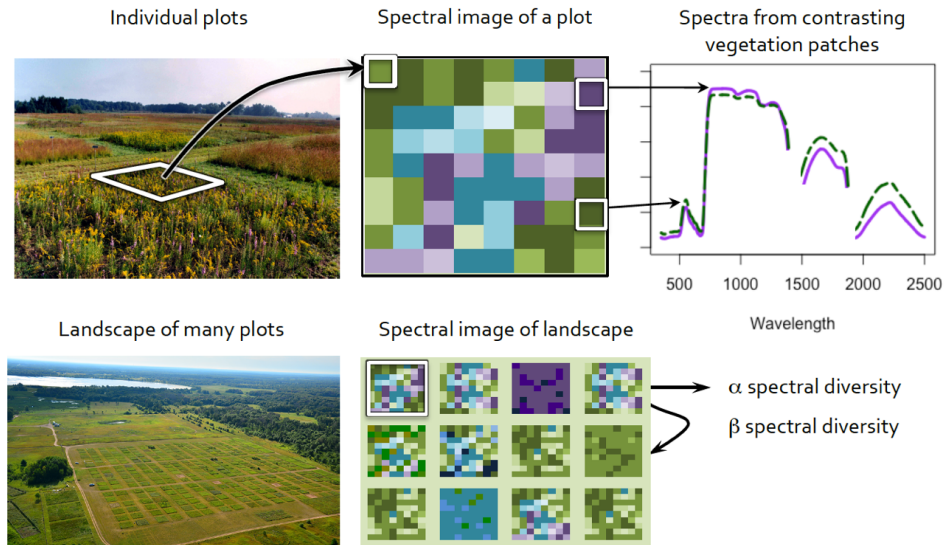 Individual plots
Spectral image of a plot
Spectra from contrasting
vegetation patches
500 1000 1500 2000 2500
Wavelength
Landscape of many plots
Spectral image of landscape
α spectral diversity
β spectral diversity